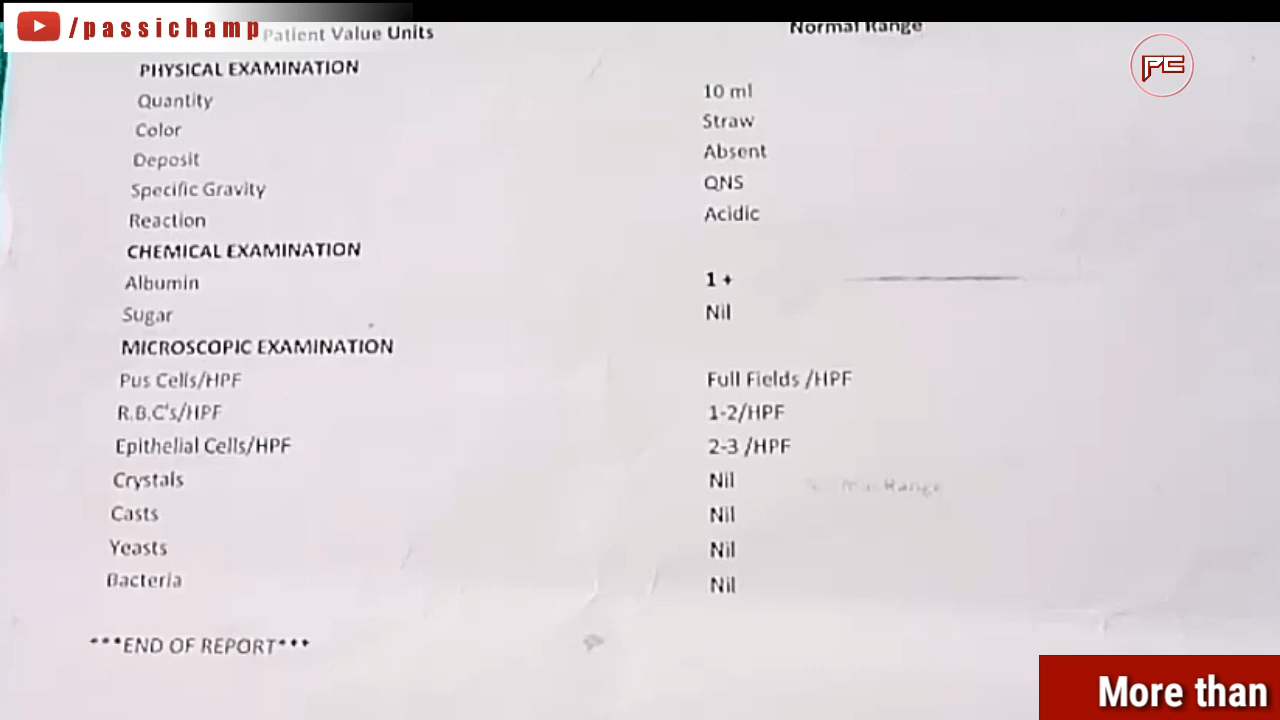 /passichamp
Patient Value Units Normal Range
PHYSICAL EXAMINATION
Quantity 10 ml
Color Straw
Deposit Absent
Specific Gravity QNS
Reaction Acidic
CHEMICAL EXAMINATION
Albumin 1 +
Sugar Nil
MICROSCOPIC EXAMINATION
Pus Cells/HPF Full Fields /HPF
R.B.C's/HPF 1-2/HPF
Epithelial Cells/HPF 2-3 /HPF
Crystals Nil
Casts Nil
Yeasts Nil
Bacteria Nil
***END OF REPORT***
PC
More than